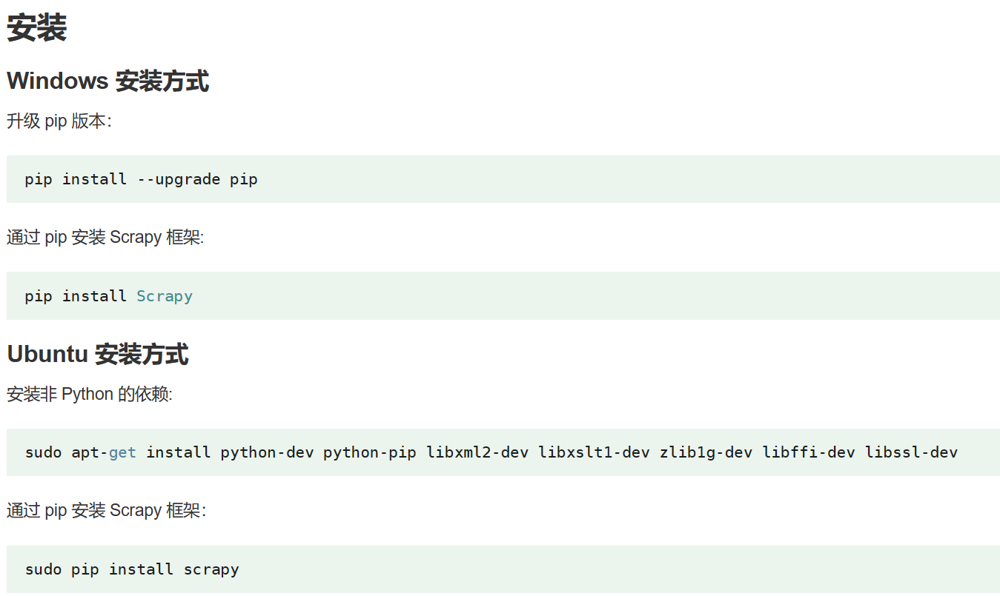 安装
Windows 安装方式
升级 pip 版本：
pip install --upgrade pip
通过 pip 安装 Scrapy 框架:
pip install Scrapy
Ubuntu 安装方式
安装非 Python 的依赖:
sudo apt-get install python-dev python-pip libxml2-dev libxslt1-dev zlib1g-dev libffi-dev libssl-dev
通过 pip 安装 Scrapy 框架：
sudo pip install scrapy